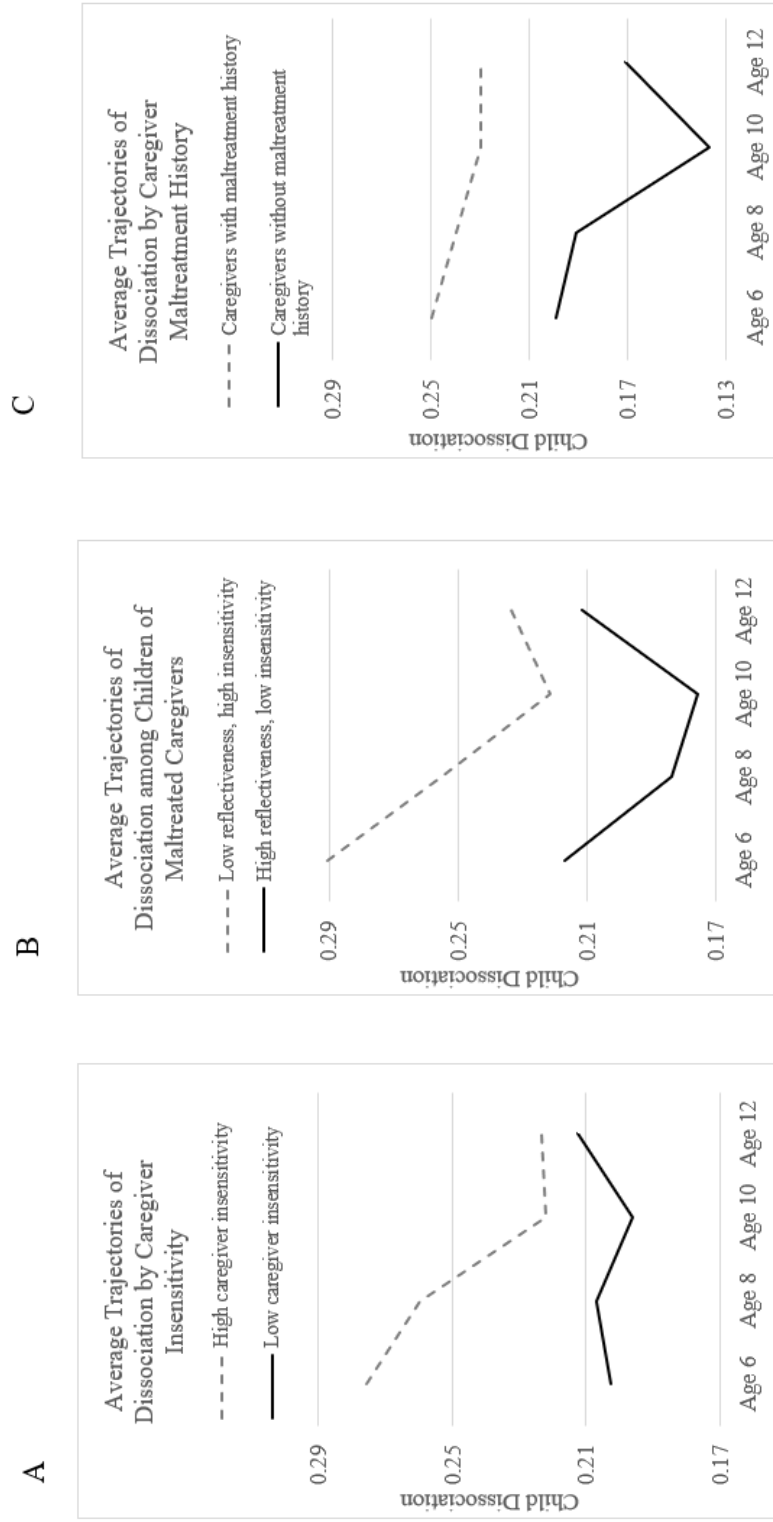 A
Average Trajectories of
Dissociation by Caregiver
Insensitivity
High caregiver insensitivity
Low caregiver insensitivity
0.29
0.25
0.21
0.17
Child Dissociation
Age 6
Age 8
Age 10
Age 12
B
Average Trajectories of
Dissociation among Children of
Maltreated Caregivers
Low reflectiveness, high insensitivity
High reflectiveness, low insensitivity
0.29
0.25
0.21
0.17
Child Dissociation
Age 6
Age 8
Age 10
Age 12
C
Average Trajectories of
Dissociation by Caregiver
Maltreatment History
Caregivers with maltreatment history
Caregivers without maltreatment
history
0.29
0.25
0.21
0.17
0.13
Child Dissociation
Age 6
Age 8
Age 10
Age 12